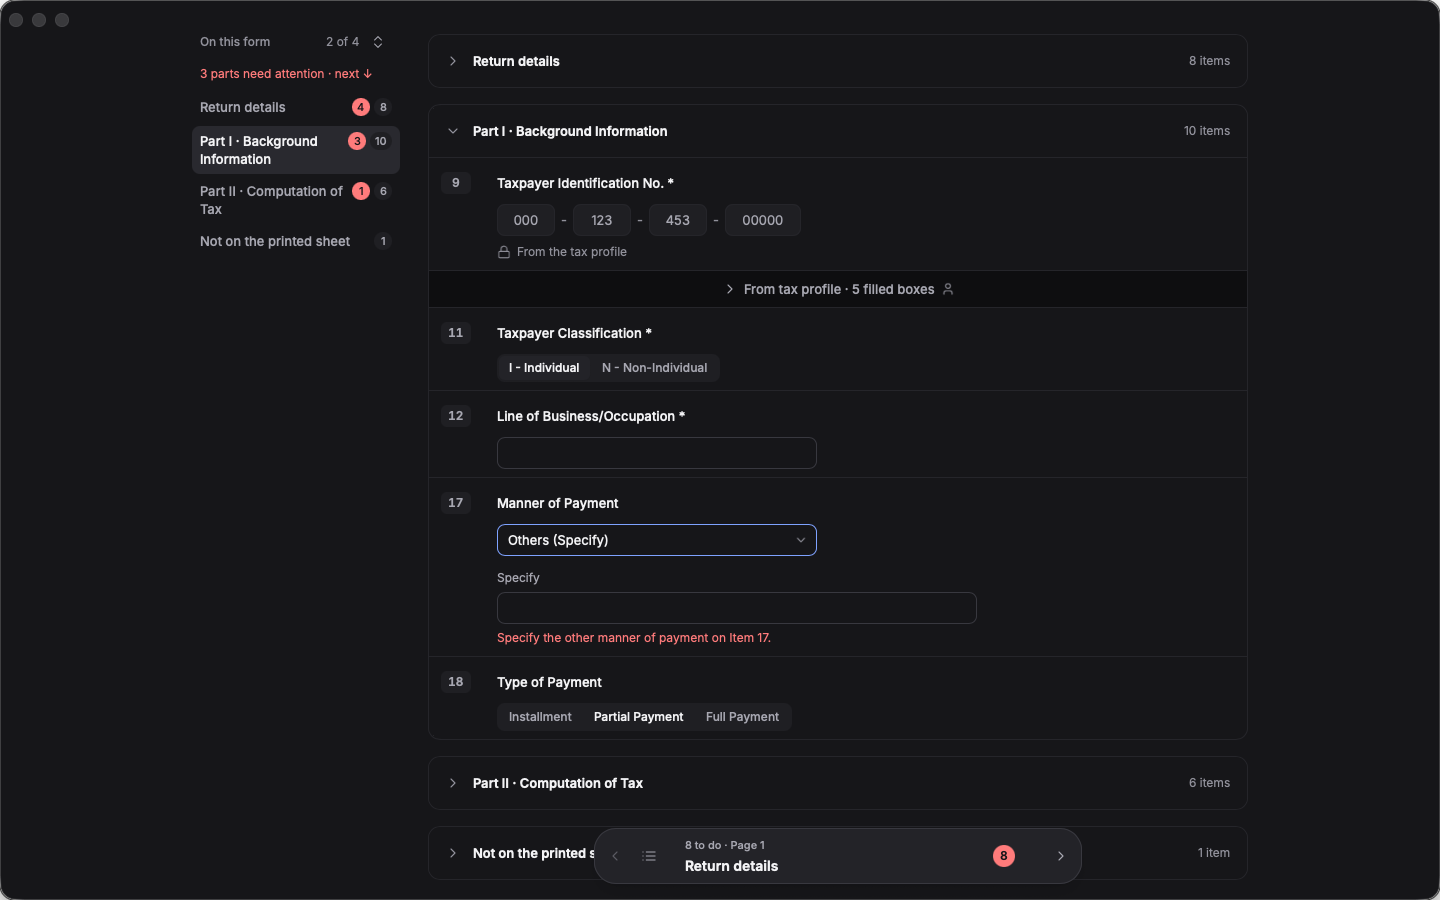 On this form
2 of 4
3 parts need attention · next ↓
Return details
4
8
Part I · Background
Information
3
10
Part II · Computation of
Tax
1
6
Not on the printed sheet
1
Return details
8 items
Part I · Background Information
10 items
9
Taxpayer Identification No. *
000 - 123 - 453 - 00000
From the tax profile
From tax profile · 5 filled boxes
11
Taxpayer Classification *
I - Individual
N - Non-Individual
12
Line of Business/Occupation *
17
Manner of Payment
Others (Specify)
Specify
Specify the other manner of payment on Item 17.
18
Type of Payment
Installment
Partial Payment
Full Payment
Part II · Computation of Tax
6 items
Not on the printed s
1 item
8 to do · Page 1
Return details
8